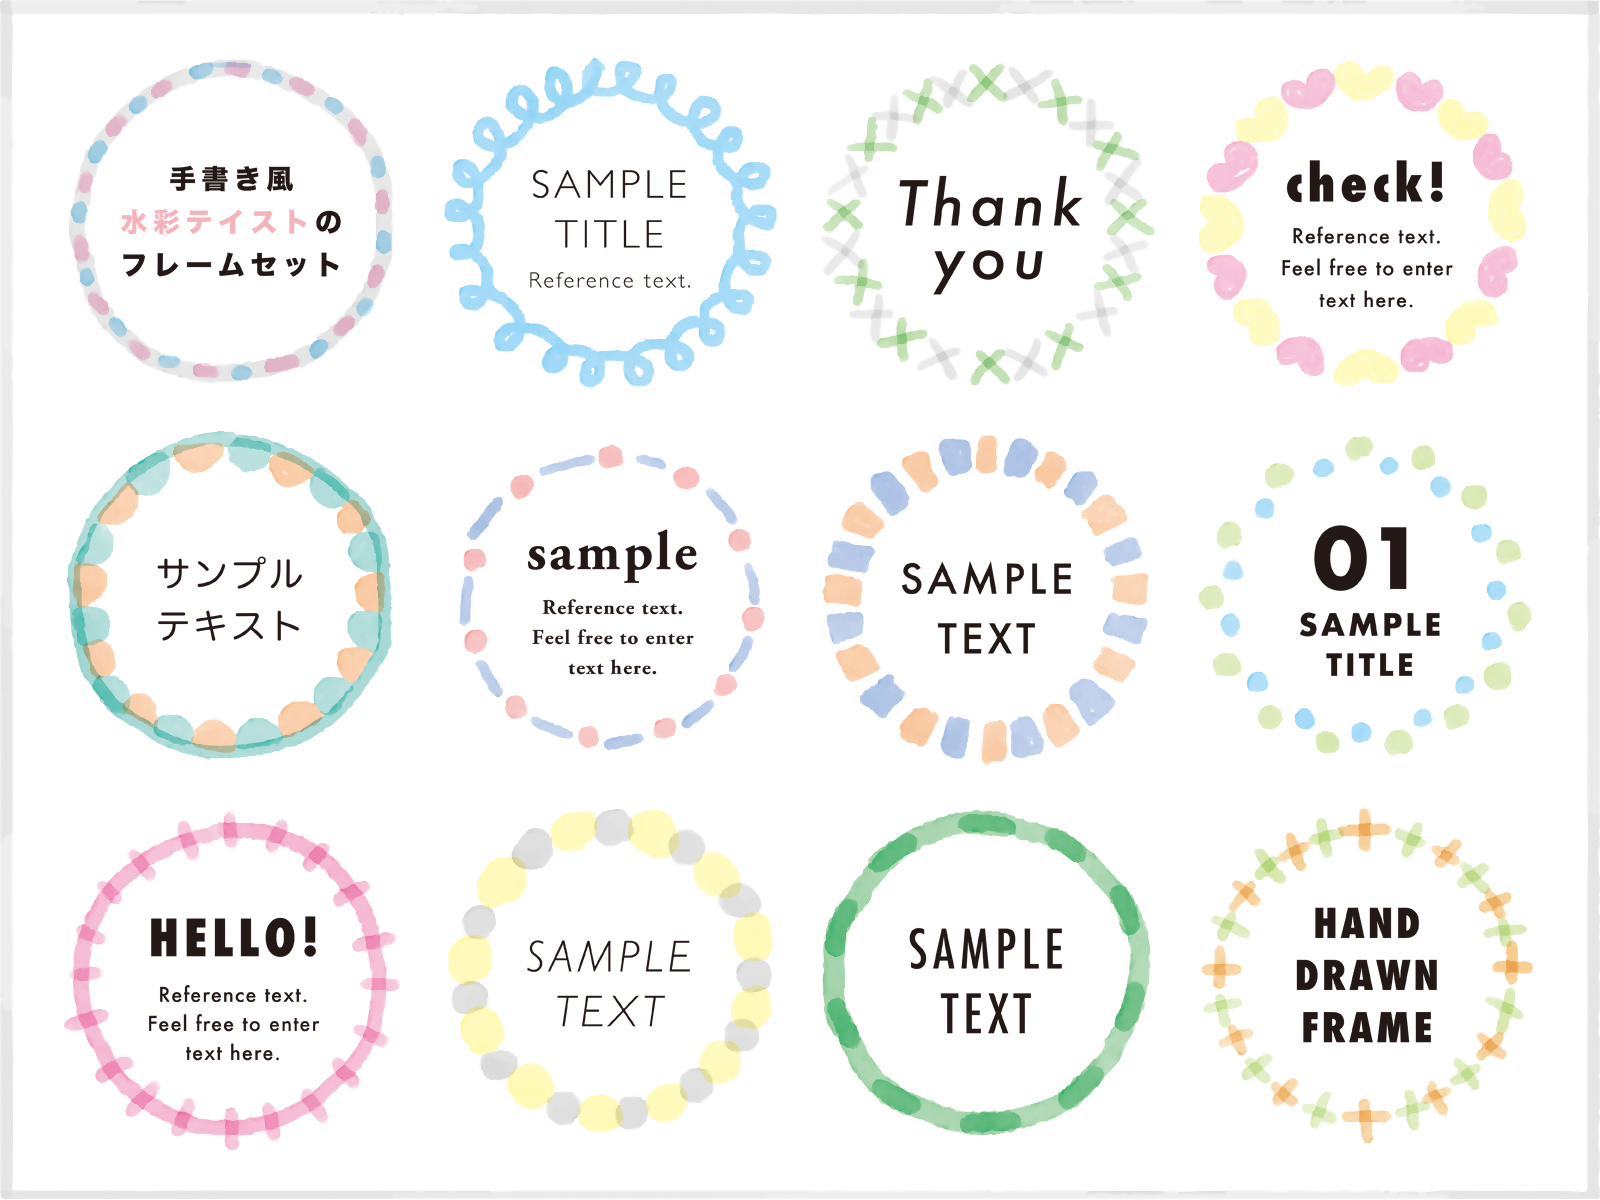 手書き風
水彩テイストの
フレームセット
SAMPLE
TITLE
Reference text.
Thank
you
check!
Reference text.
Feel free to enter
text here.
サンプル
テキスト
sample
Reference text.
Feel free to enter
text here.
SAMPLE
TEXT
01
SAMPLE
TITLE
HELLO!
Reference text.
Feel free to enter
text here.
SAMPLE
TEXT
SAMPLE
TEXT
HAND
DRAWN
FRAME